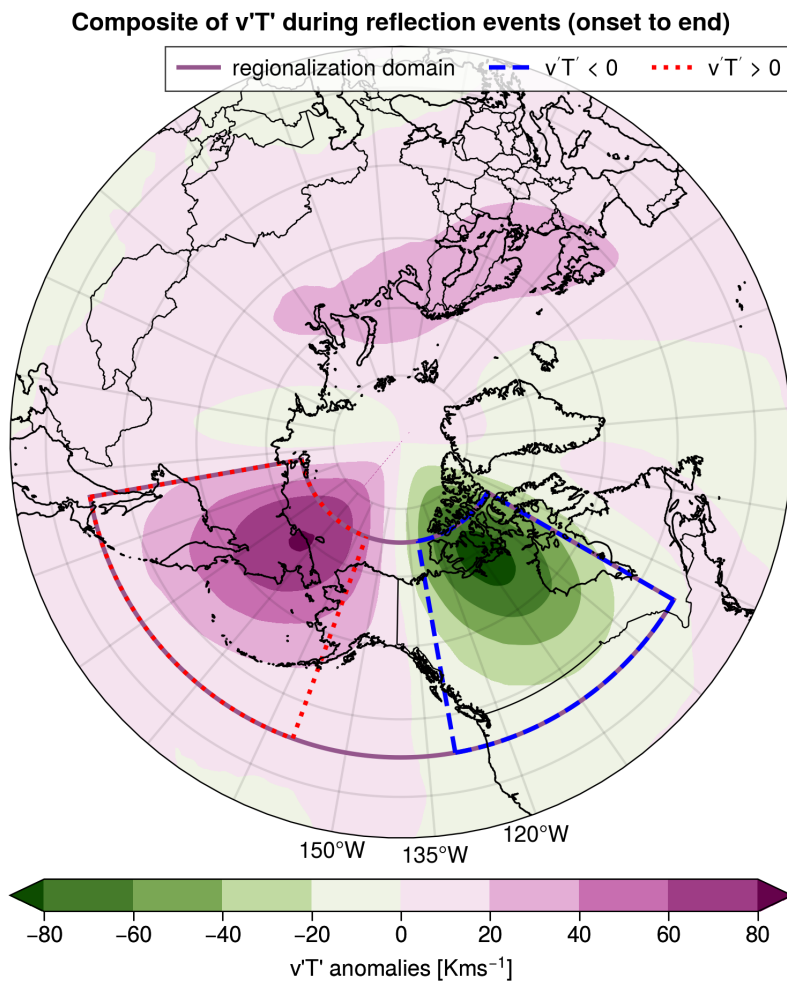 Composite of v'T' during reflection events (onset to end)
regionalization domain v′T′ < 0 v′T′ > 0
150°W 135°W 120°W
−80 −60 −40 −20 0 20 40 60 80
v'T' anomalies [Kms⁻¹]